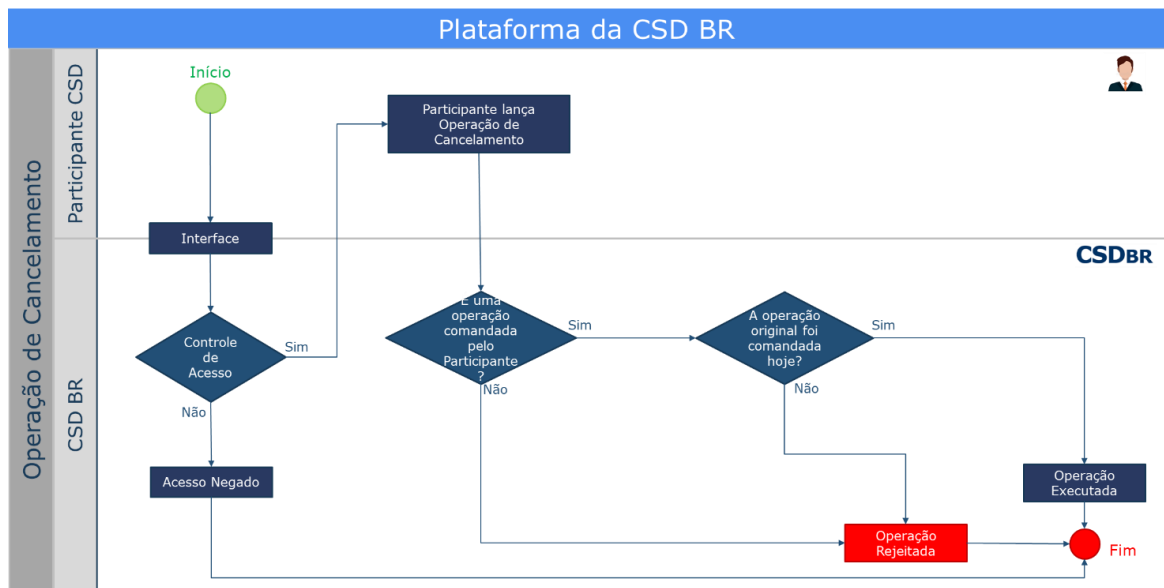 Plataforma da CSD BR
Operação de Cancelamento
Participante CSD
CSD BR
Início
Participante lança
Operação de
Cancelamento
Interface
CSDBR
Controle
de
Acesso
Sim
Não
É uma
operação
comandada
pelo
Participante
?
Sim
Não
A operação
original foi
comandada
hoje?
Sim
Não
Acesso Negado
Operação
Executada
Operação
Rejeitada
Fim